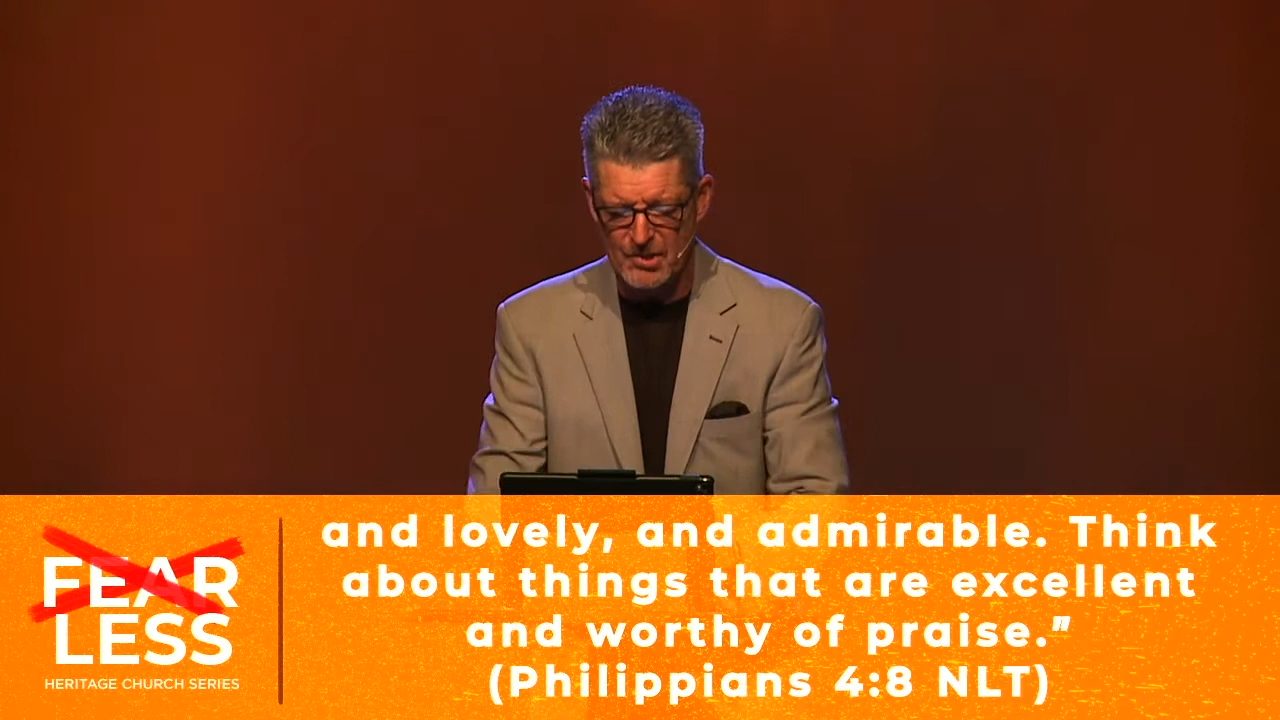 FEAR
LESS
HERITAGE CHURCH SERIES
and lovely, and admirable. Think
about things that are excellent
and worthy of praise.”
(Philippians 4:8 NLT)